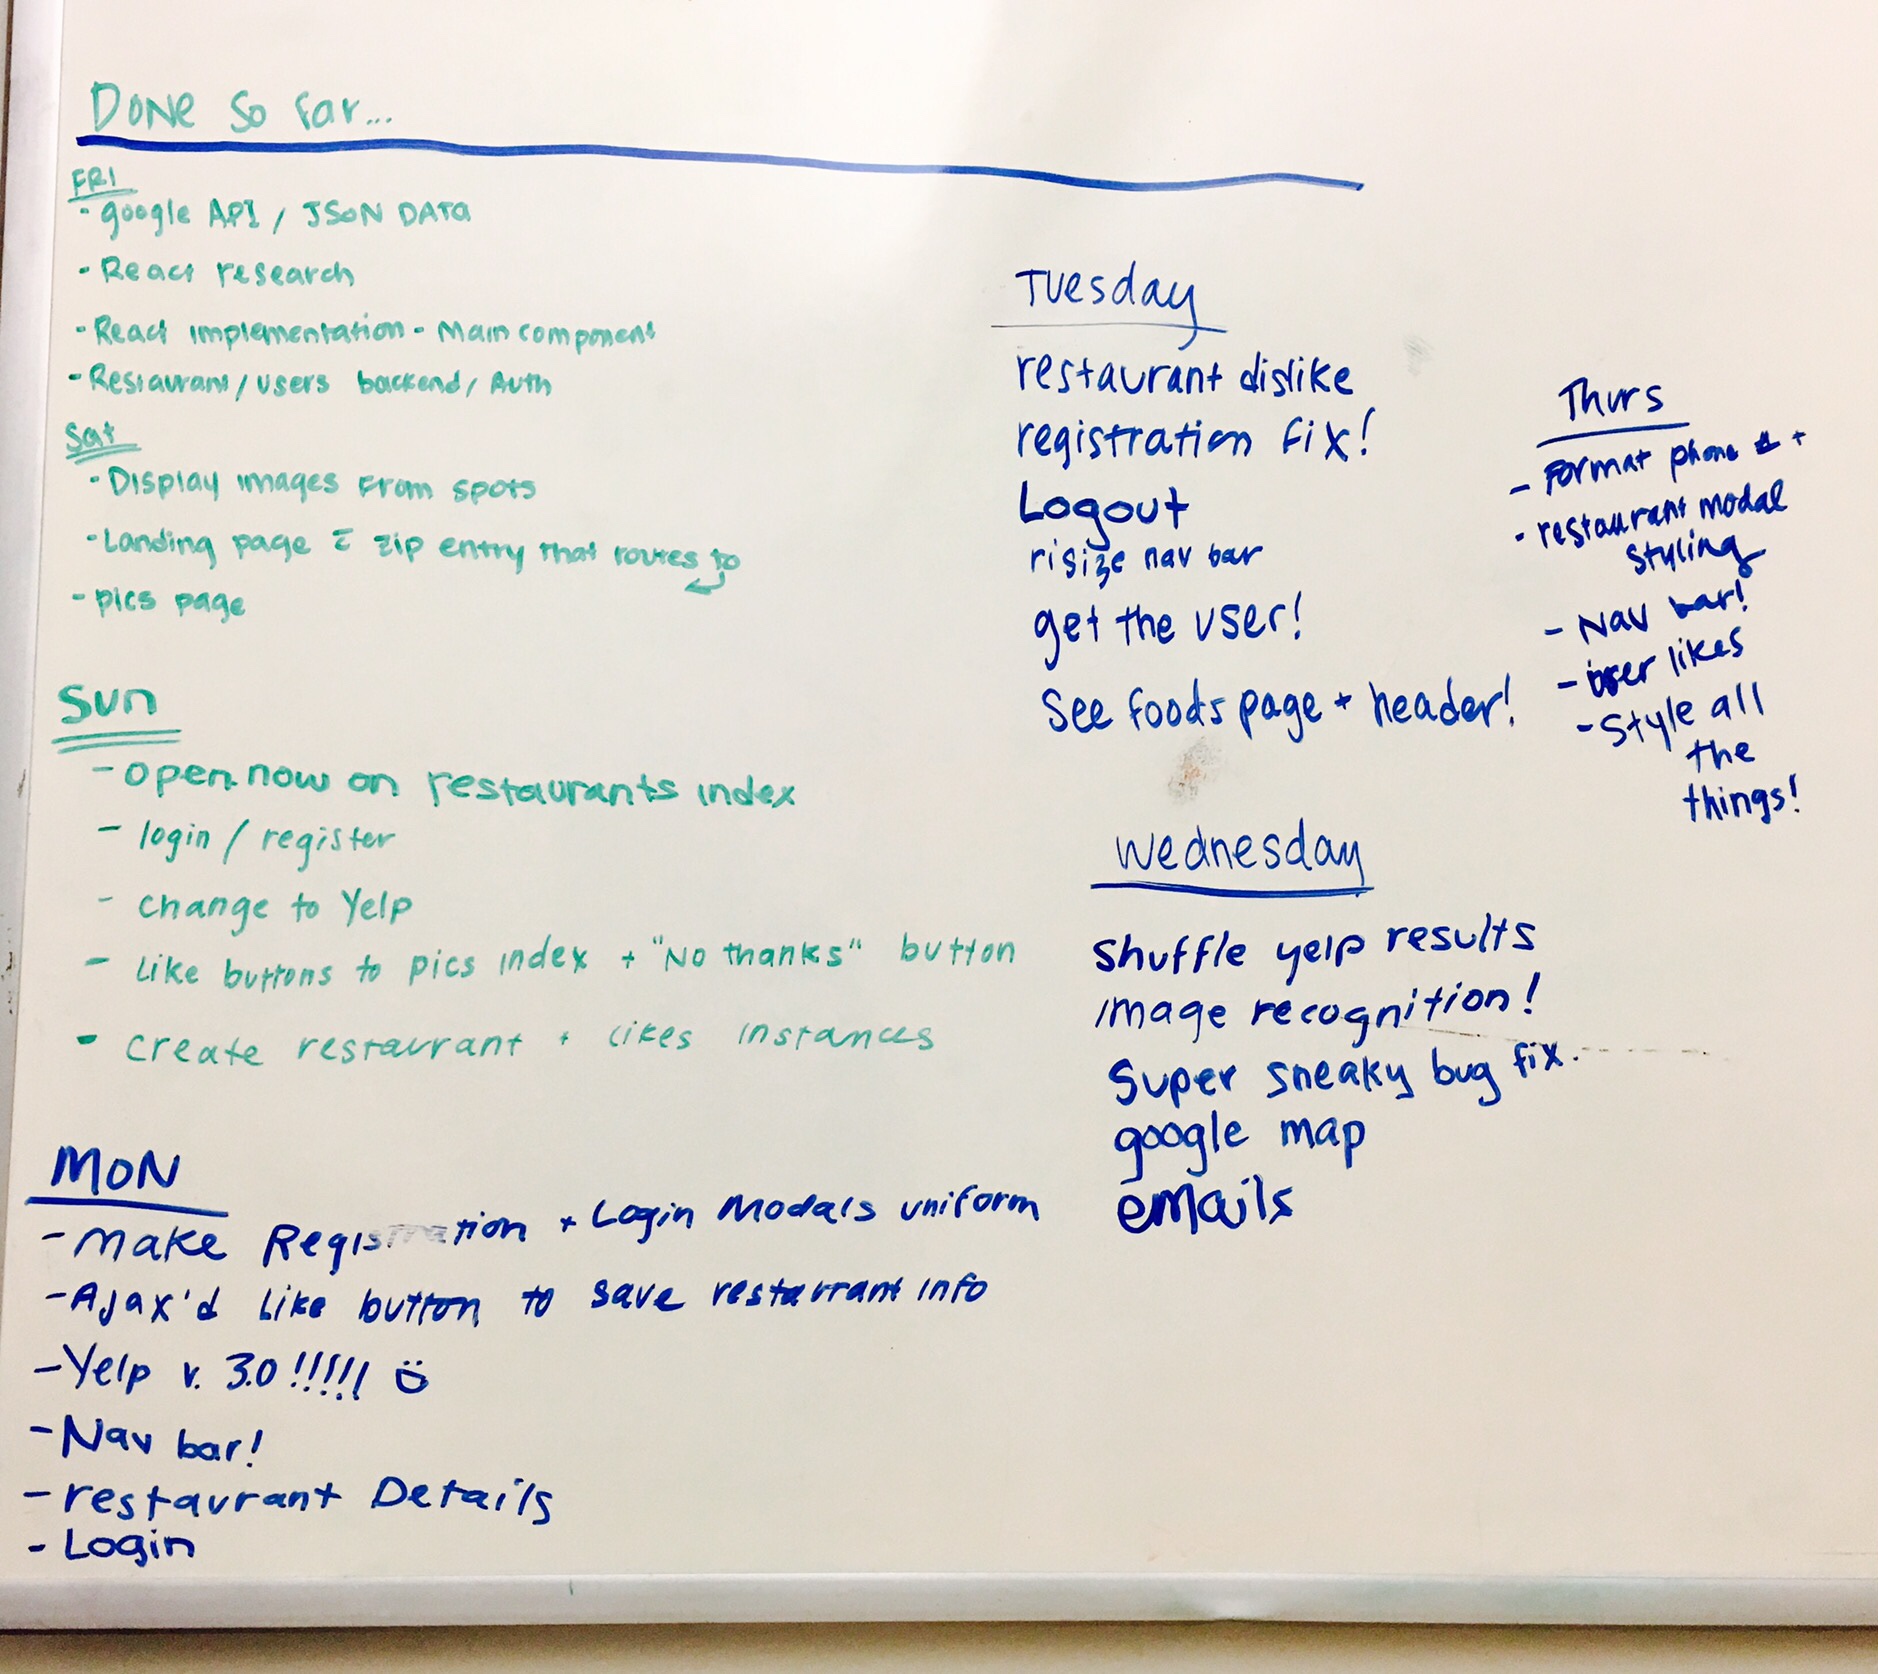 DONE So far...
FRI
- google API / JSON DATA
- React research
- React implementation - Main component
- Restaurant/users backend/Auth
Sat
- Display images from spots
- Landing page zip entry that routes to
- pics page
Sun
- open now on restaurants index
- login / register
- change to Yelp
- Like buttons to pics index + "No thanks" button
- create restaurant + likes instances
MON
- Make Registration + Login Modals uniform
- Ajax'd Like button to save restaurant info
- Yelp v. 3.0 !!!!!! Ü
- Nav bar!
- restaurant Details
- Login
Tuesday
restaurant dislike
registration fix!
Logout
risize nav bar
get the user!
See foods page + header!
Wednesday
Shuffle yelp results
image recognition!
Super sneaky bug fix.
google map
emails
Thurs
- Format phone # +
- restaurant modal
styling
- Nav bar!
- user likes
- Style all
the
things!